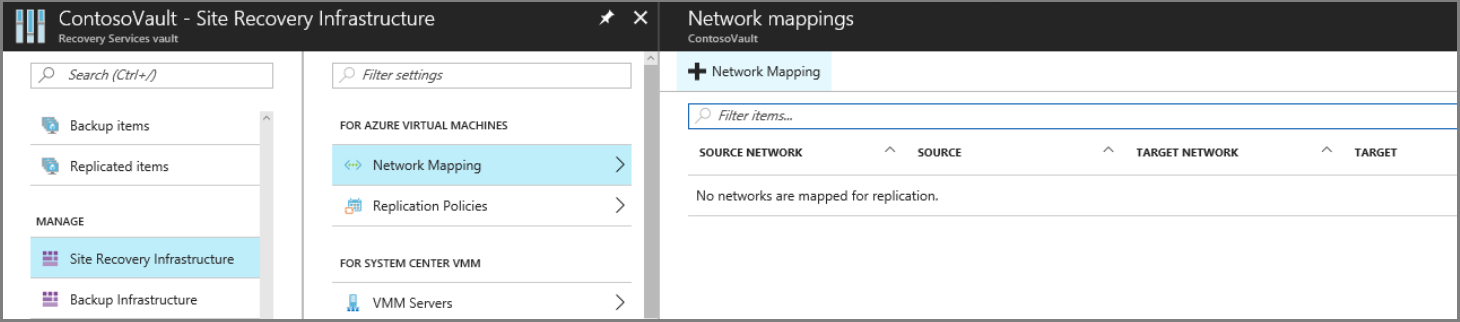 ContosoVault - Site Recovery Infrastructure
Recovery Services vault
Search (Ctrl+/)
Backup items
Replicated items
MANAGE
Site Recovery Infrastructure
Backup Infrastructure
Filter settings
FOR AZURE VIRTUAL MACHINES
Network Mapping
Replication Policies
FOR SYSTEM CENTER VMM
VMM Servers
Network mappings
ContosoVault
Network Mapping
Filter items...
SOURCE NETWORK SOURCE TARGET NETWORK TARGET
No networks are mapped for replication.